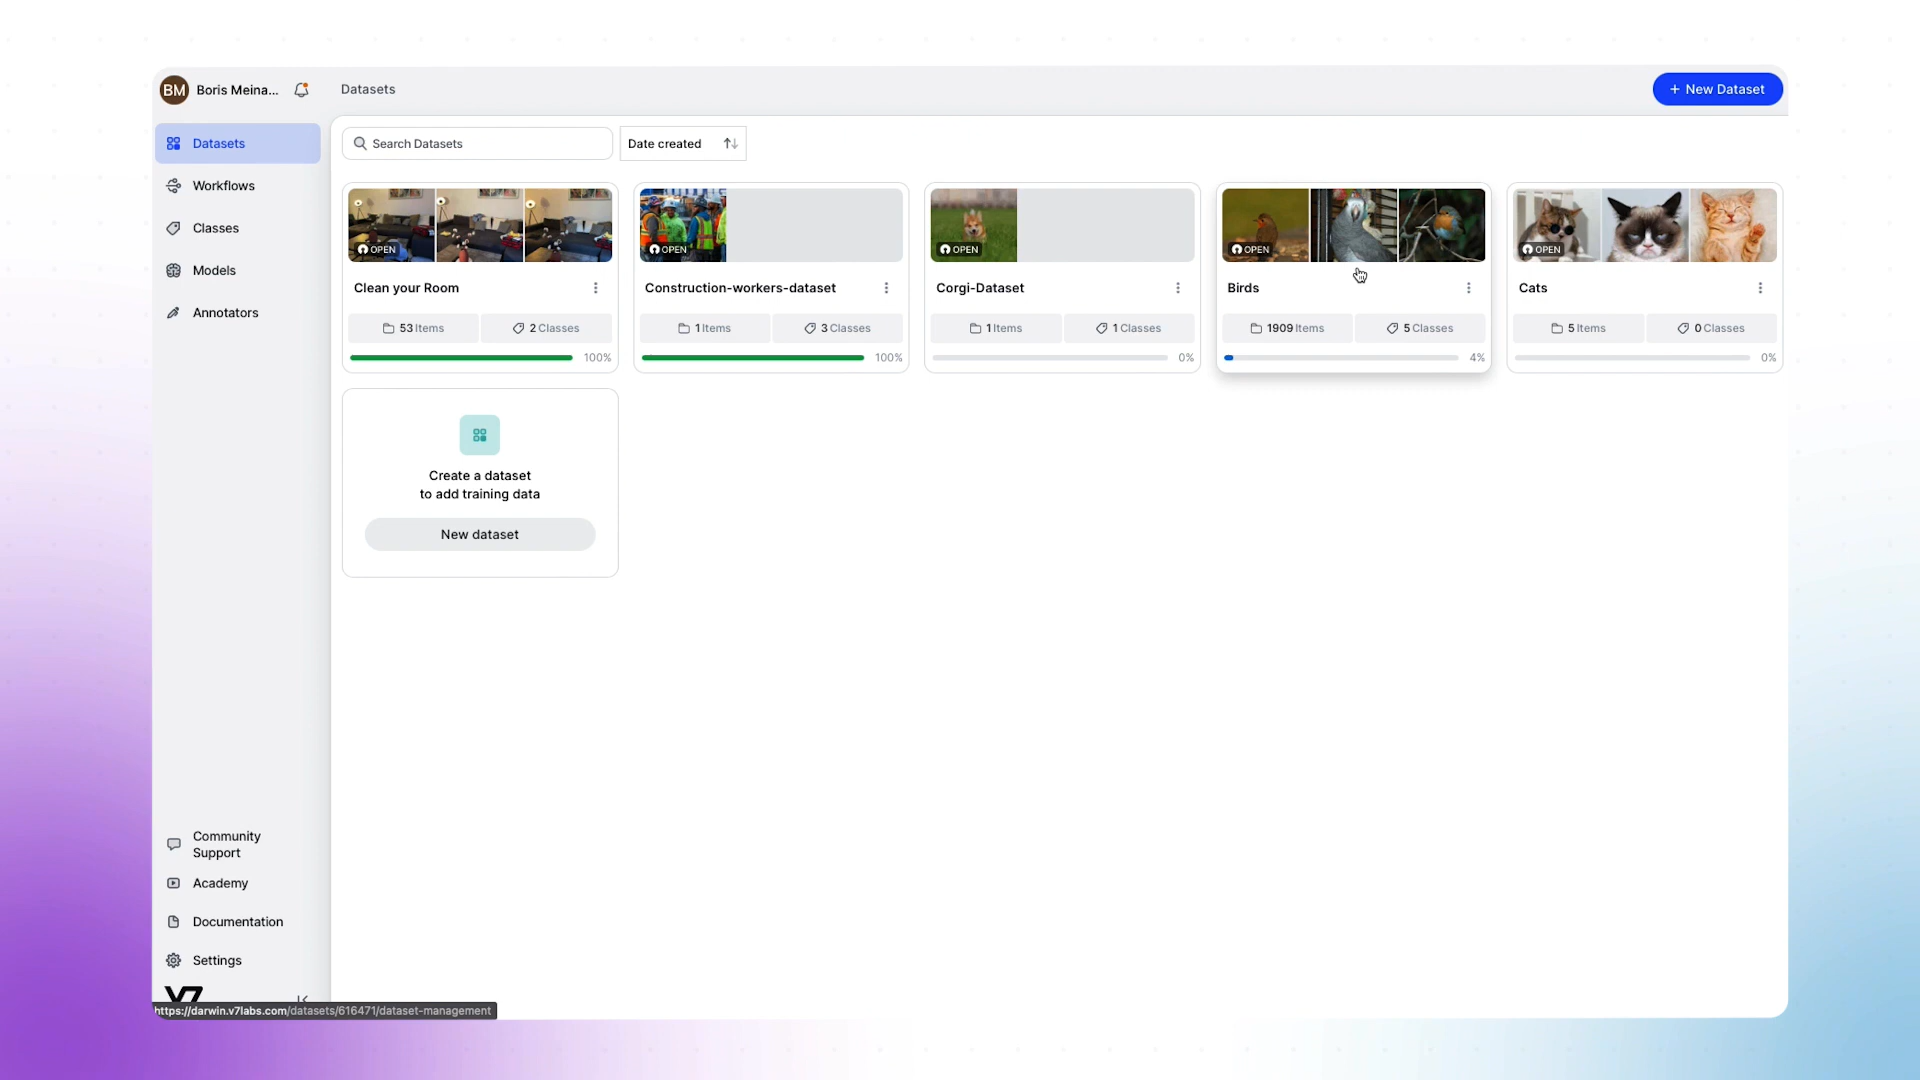 BM Boris Meina...
Datasets
+ New Dataset
Datasets
Workflows
Classes
Models
Annotators
Search Datasets
Date created
OPEN
OPEN
OPEN
OPEN
OPEN
Clean your Room
Construction-workers-dataset
Corgi-Dataset
Birds
Cats
53 Items
2 Classes
1 Items
3 Classes
1 Items
1 Classes
1909 Items
5 Classes
5 Items
0 Classes
100%
100%
0%
4%
0%
Create a dataset
to add training data
New dataset
Community
Support
Academy
Documentation
Settings
V7
https://darwin.v7labs.com/datasets/616471/dataset-management